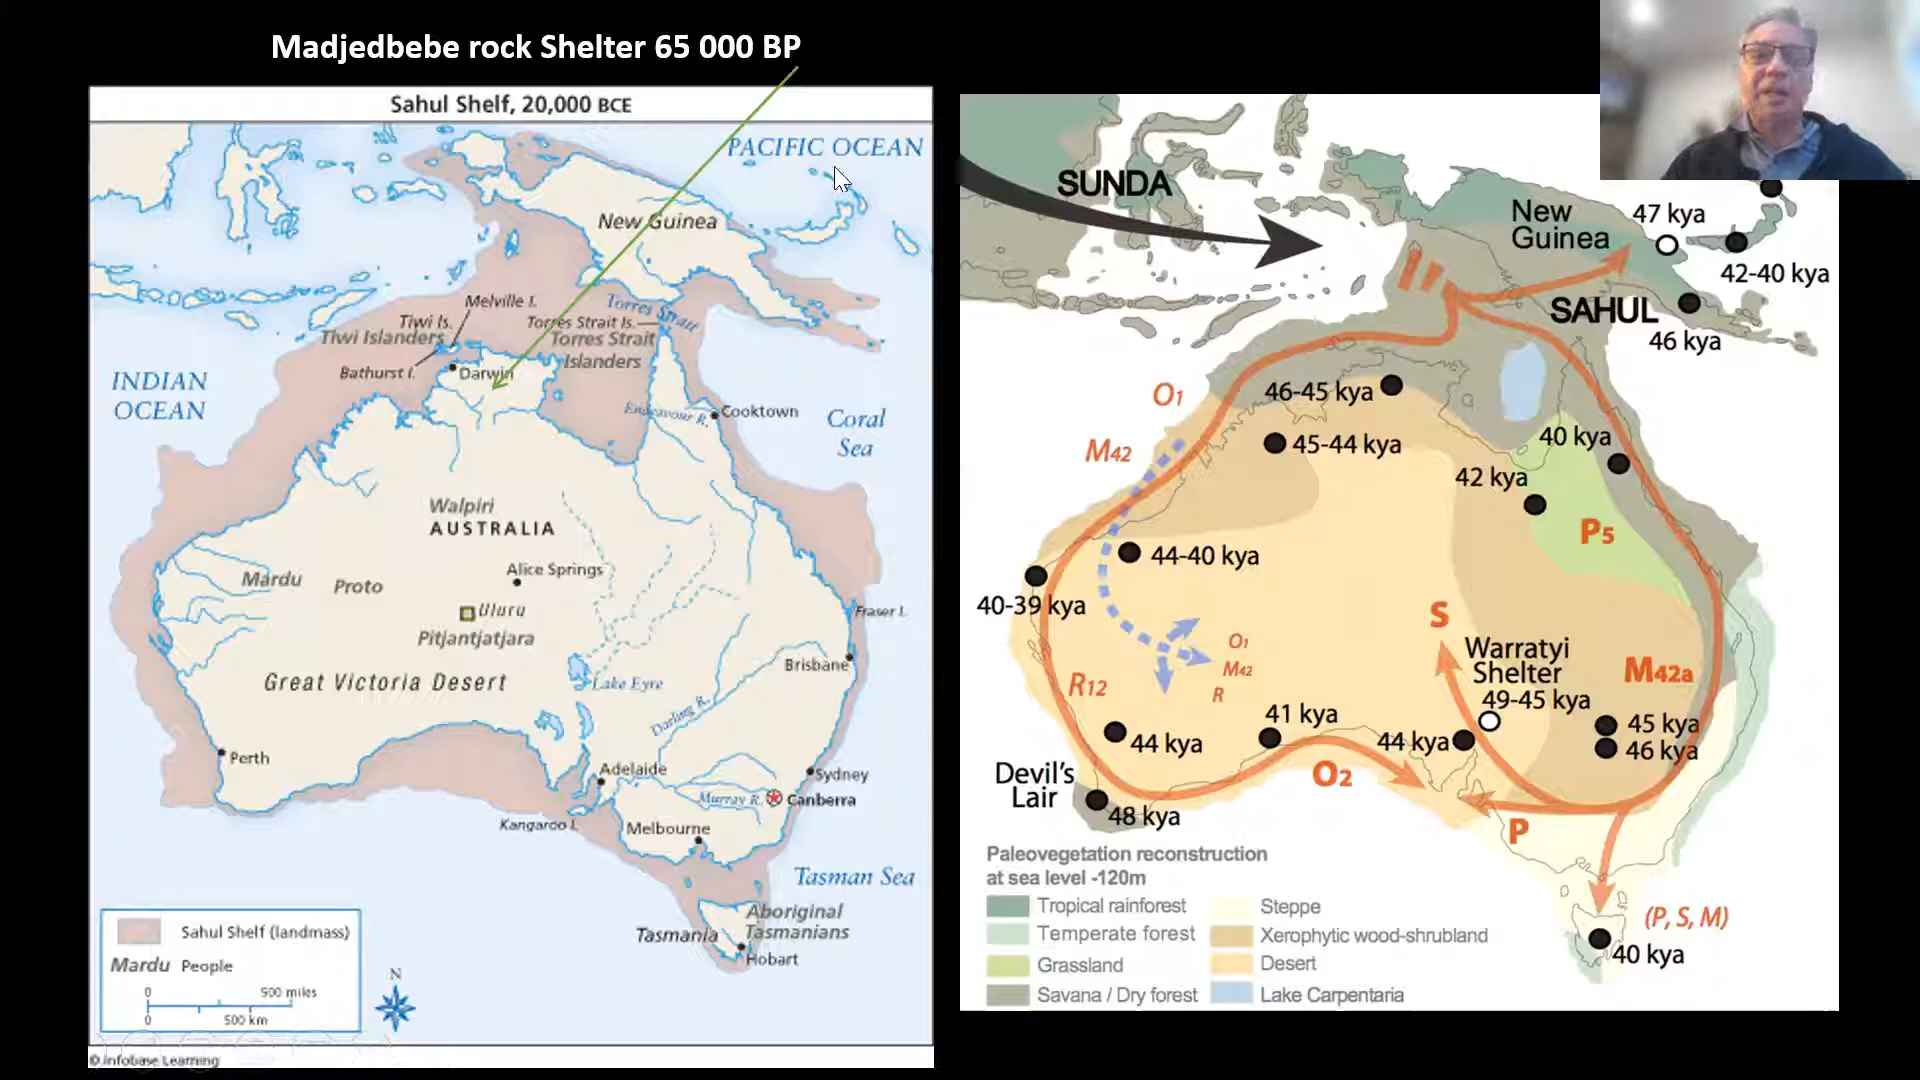 Madjedbebe rock Shelter 65 000 BP
Sahul Shelf, 20,000 BCE
PACIFIC OCEAN
New Guinea
Melville I.
Tiwi Is.
Tiwi Islanders
Bathurst I.
Torres Strait
Torres Strait Is.
Torres Strait
Islanders
Darwin
INDIAN
OCEAN
Endeavour R.
Cooktown
Coral
Sea
Walpiri
AUSTRALIA
Alice Springs
Mardu
Proto
Uluru
Pitjantjatjara
Fraser I.
Brisbane
Great Victoria Desert
Lake Eyre
Darling R.
Perth
Adelaide
Sydney
Murray R.
Canberra
Kangaroo I.
Melbourne
Tasman Sea
Aboriginal
Tasmanians
Tasmania
Hobart
Sahul Shelf (landmass)
Mardu People
0 500 miles
0 500 km
N
© Infobase Learning
SUNDA
New
Guinea
47 kya
42-40 kya
SAHUL
46 kya
O1
46-45 kya
M42
45-44 kya
40 kya
42 kya
P5
44-40 kya
40-39 kya
S
Warratyi
Shelter
49-45 kya
M42a
O1
M42
R
R12
41 kya
44 kya
44 kya
45 kya
46 kya
Devil's
Lair
O2
48 kya
P
(P, S, M)
40 kya
Paleovegetation reconstruction
at sea level -120m
Tropical rainforest
Temperate forest
Grassland
Savana / Dry forest
Steppe
Xerophytic wood-shrubland
Desert
Lake Carpentaria